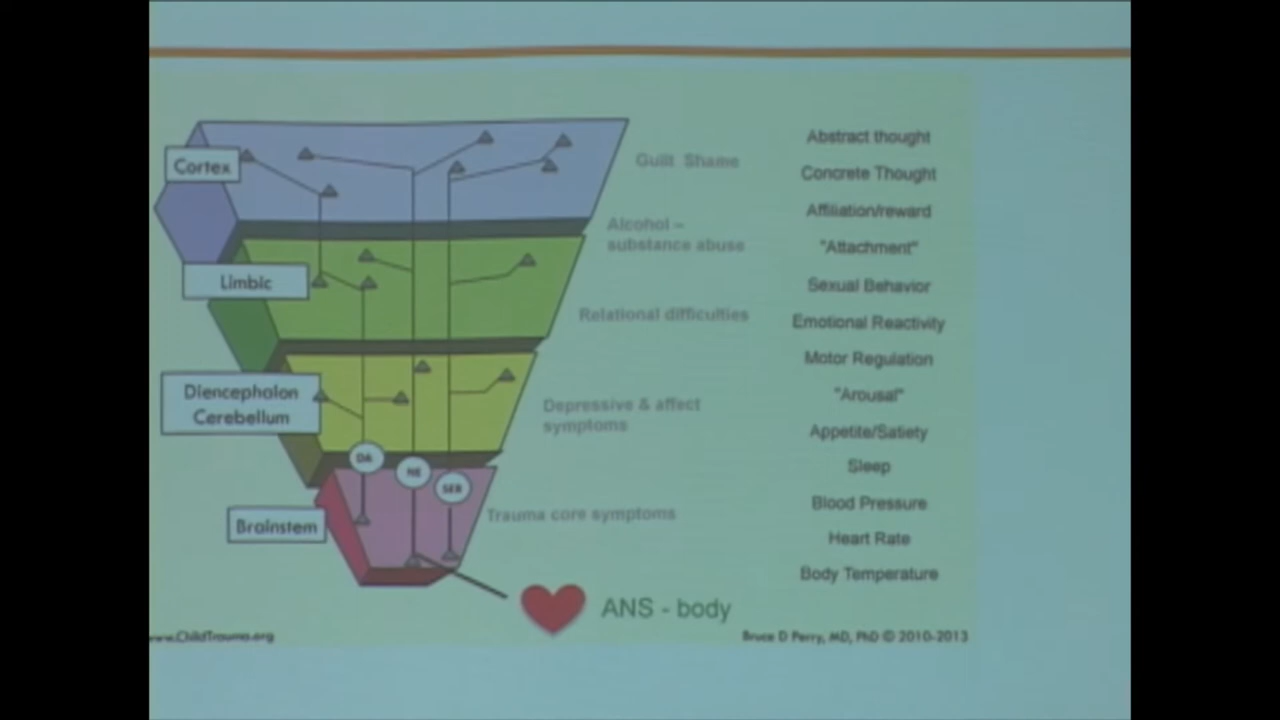 Cortex
Guilt Shame
Abstract thought
Concrete Thought
Alcohol –
substance abuse
Affiliation/reward
"Attachment"
Limbic
Sexual Behavior
Relational difficulties
Emotional Reactivity
Motor Regulation
Diencephalon
Cerebellum
Depressive & affect
symptoms
"Arousal"
Appetite/Satiety
DA
NE
SER
Sleep
Blood Pressure
Brainstem
Trauma core symptoms
Heart Rate
Body Temperature
ANS - body
www.ChildTrauma.org
Bruce D Perry, MD, PhD © 2010-2013